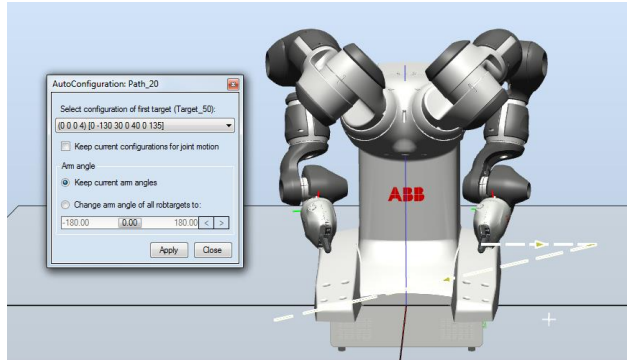 AutoConfiguration: Path_20
Select configuration of first target (Target_50):
(0 0 0 4) [0 -130 30 0 40 0 135]
Keep current configurations for joint motion
Arm angle
Keep current arm angles
Change arm angle of all robtargets to:
-180.00 0.00 180.00 < >
Apply Close
ABB